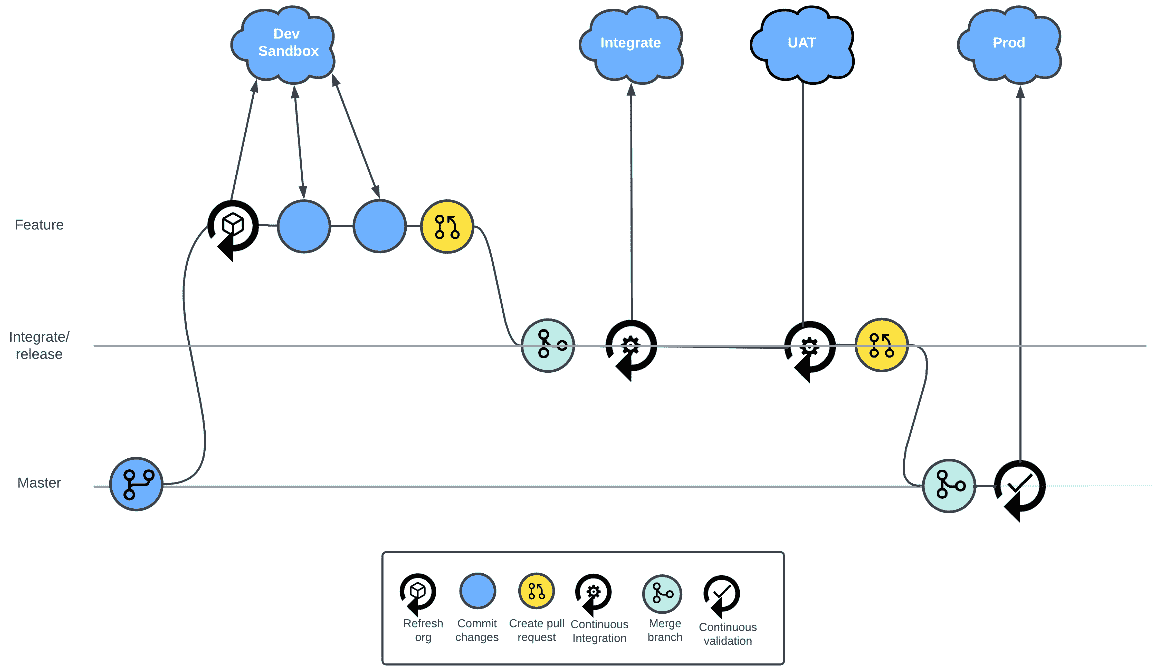 Dev
Sandbox
Integrate
UAT
Prod
Feature
Integrate/
release
Master
Refresh
org
Commit
changes
Create pull
request
Continuous
Integration
Merge
branch
Continuous
validation